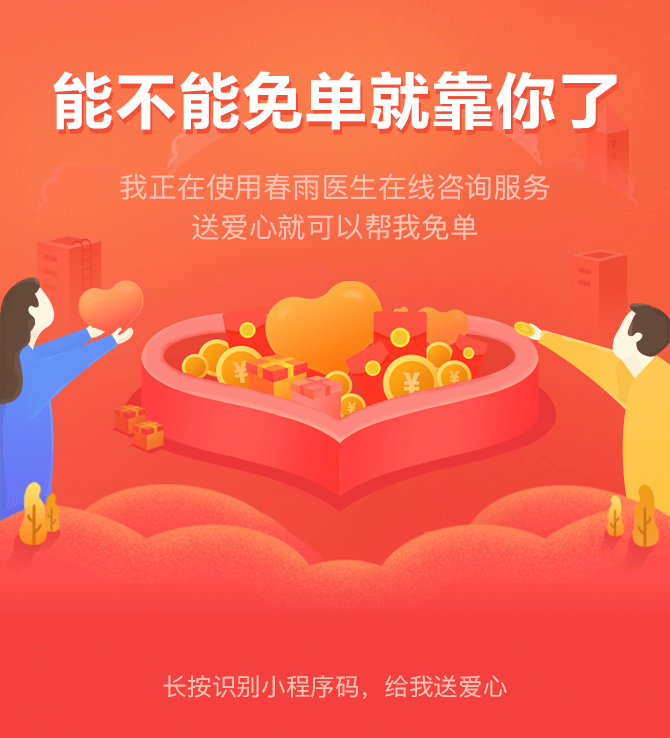 能不能免单就靠你了
我正在使用春雨医生在线咨询服务
送爱心就可以帮我免单
¥
¥
¥
¥
长按识别小程序码，给我送爱心